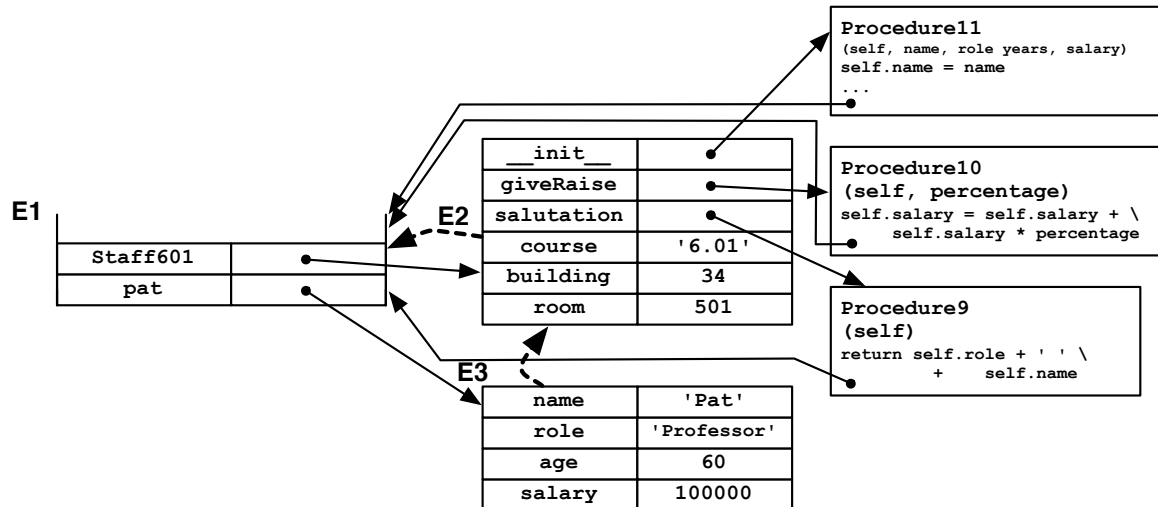 Procedure11
(self, name, role years, salary)
self.name = name
...
__init__
giveRaise
salutation
course '6.01'
building 34
room 501
Procedure10
(self, percentage)
self.salary = self.salary + \
self.salary * percentage
E1
E2
Staff601
pat
Procedure9
(self)
return self.role + ' ' \
+ self.name
E3
name 'Pat'
role 'Professor'
age 60
salary 100000